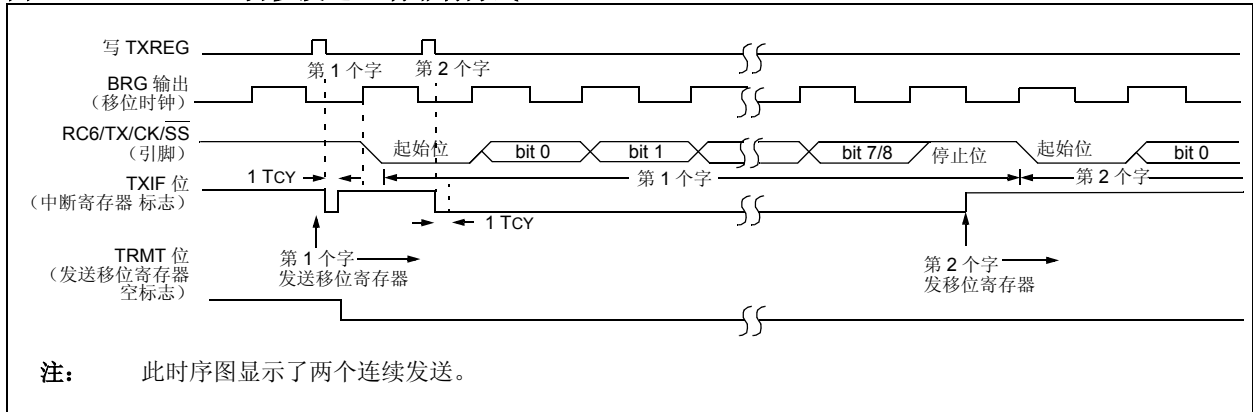 写 TXREG
第 1 个字
第 2 个字
BRG 输出
（移位时钟）
RC6/TX/CK/SS
（引脚）
起始位
bit 0
bit 1
bit 7/8
停止位
起始位
bit 0
1 TCY
第 1 个字
第 2 个字
TXIF 位
（中断寄存器 标志）
1 TCY
TRMT 位
（发送移位寄存器
空标志）
第 1 个字
发送移位寄存器
第 2 个字
发移位寄存器
注： 此时序图显示了两个连续发送。